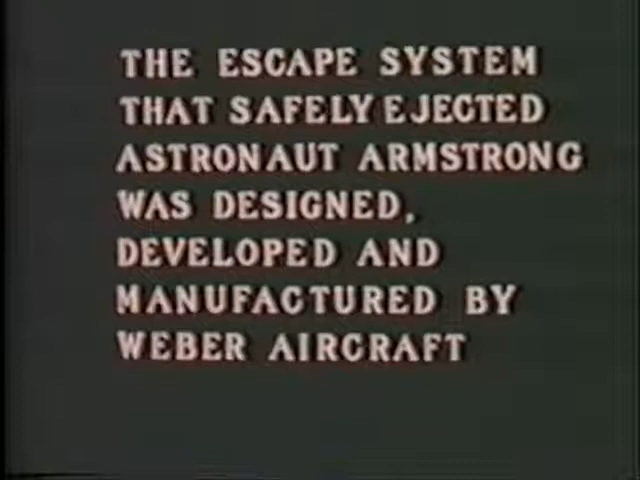 THE ESCAPE SYSTEM
THAT SAFELY EJECTED
ASTRONAUT ARMSTRONG
WAS DESIGNED,
DEVELOPED AND
MANUFACTURED BY
WEBER AIRCRAFT